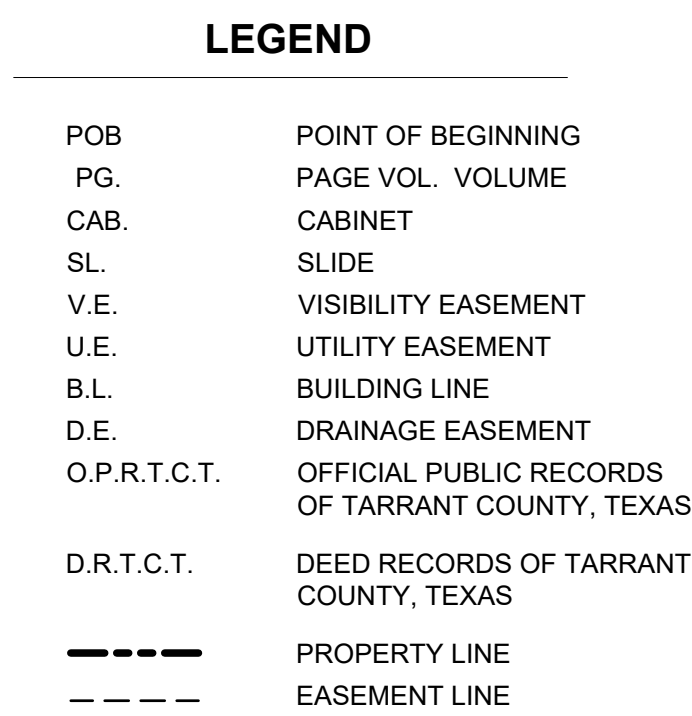 LEGEND
POB POINT OF BEGINNING
PG. PAGE VOL. VOLUME
CAB. CABINET
SL. SLIDE
V.E. VISIBILITY EASEMENT
U.E. UTILITY EASEMENT
B.L. BUILDING LINE
D.E. DRAINAGE EASEMENT
O.P.R.T.C.T. OFFICIAL PUBLIC RECORDS
OF TARRANT COUNTY, TEXAS
D.R.T.C.T. DEED RECORDS OF TARRANT
COUNTY, TEXAS
PROPERTY LINE
EASEMENT LINE